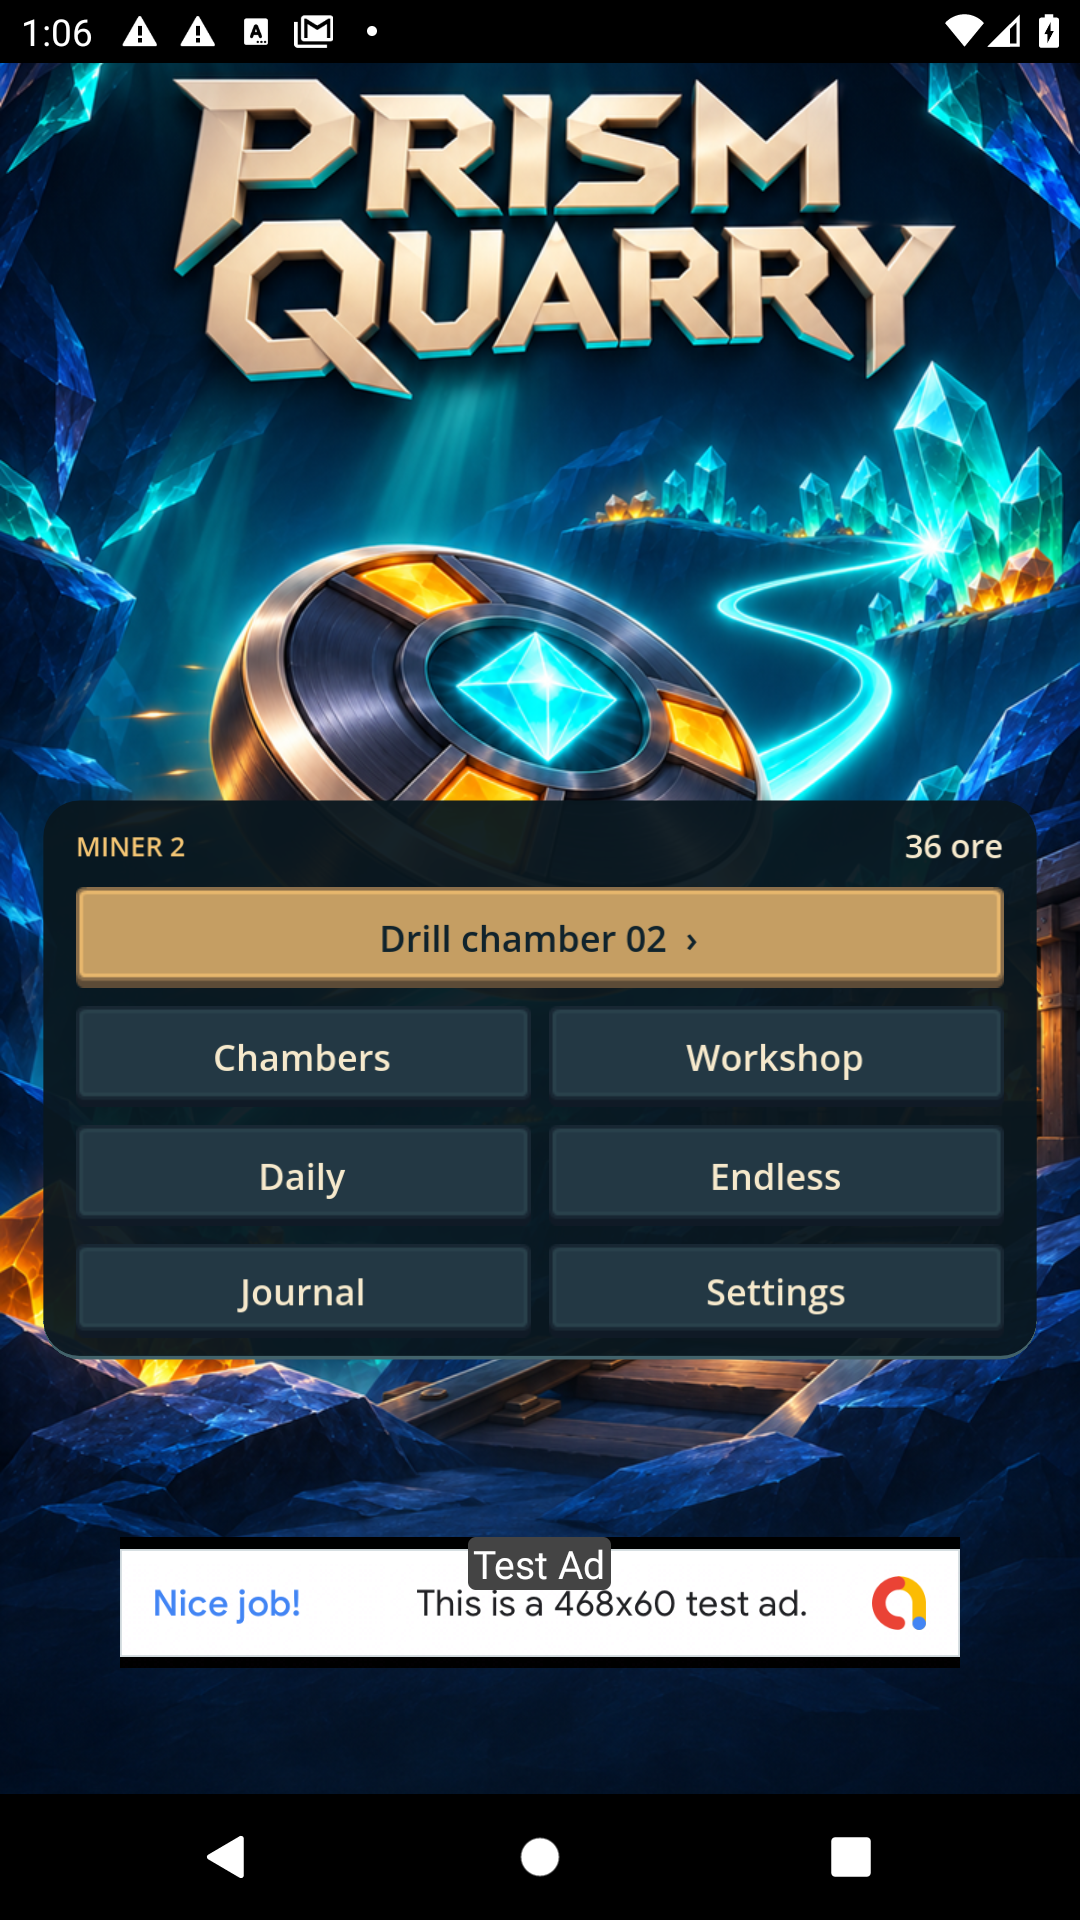 1:06
PRISM
QUARRY
MINER 2
36 ore
Drill chamber 02 ›
Chambers
Workshop
Daily
Endless
Journal
Settings
Test Ad
Nice job!
This is a 468x60 test ad.